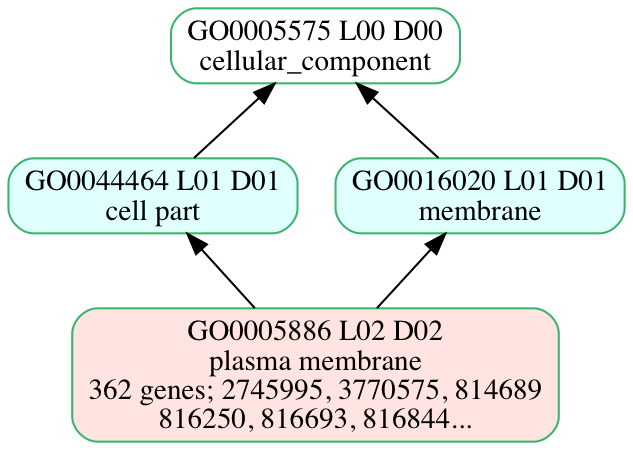 GO0005575 L00 D00
cellular_component
GO0044464 L01 D01
cell part
GO0016020 L01 D01
membrane
GO0005886 L02 D02
plasma membrane
362 genes; 2745995, 3770575, 814689
816250, 816693, 816844...